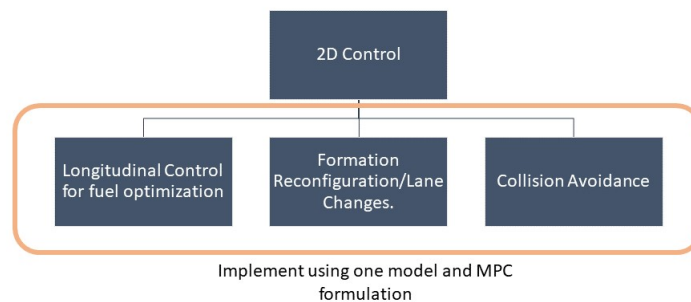 2D Control
Longitudinal Control
for fuel optimization
Formation
Reconfiguration/Lane
Changes.
Collision Avoidance
Implement using one model and MPC
formulation